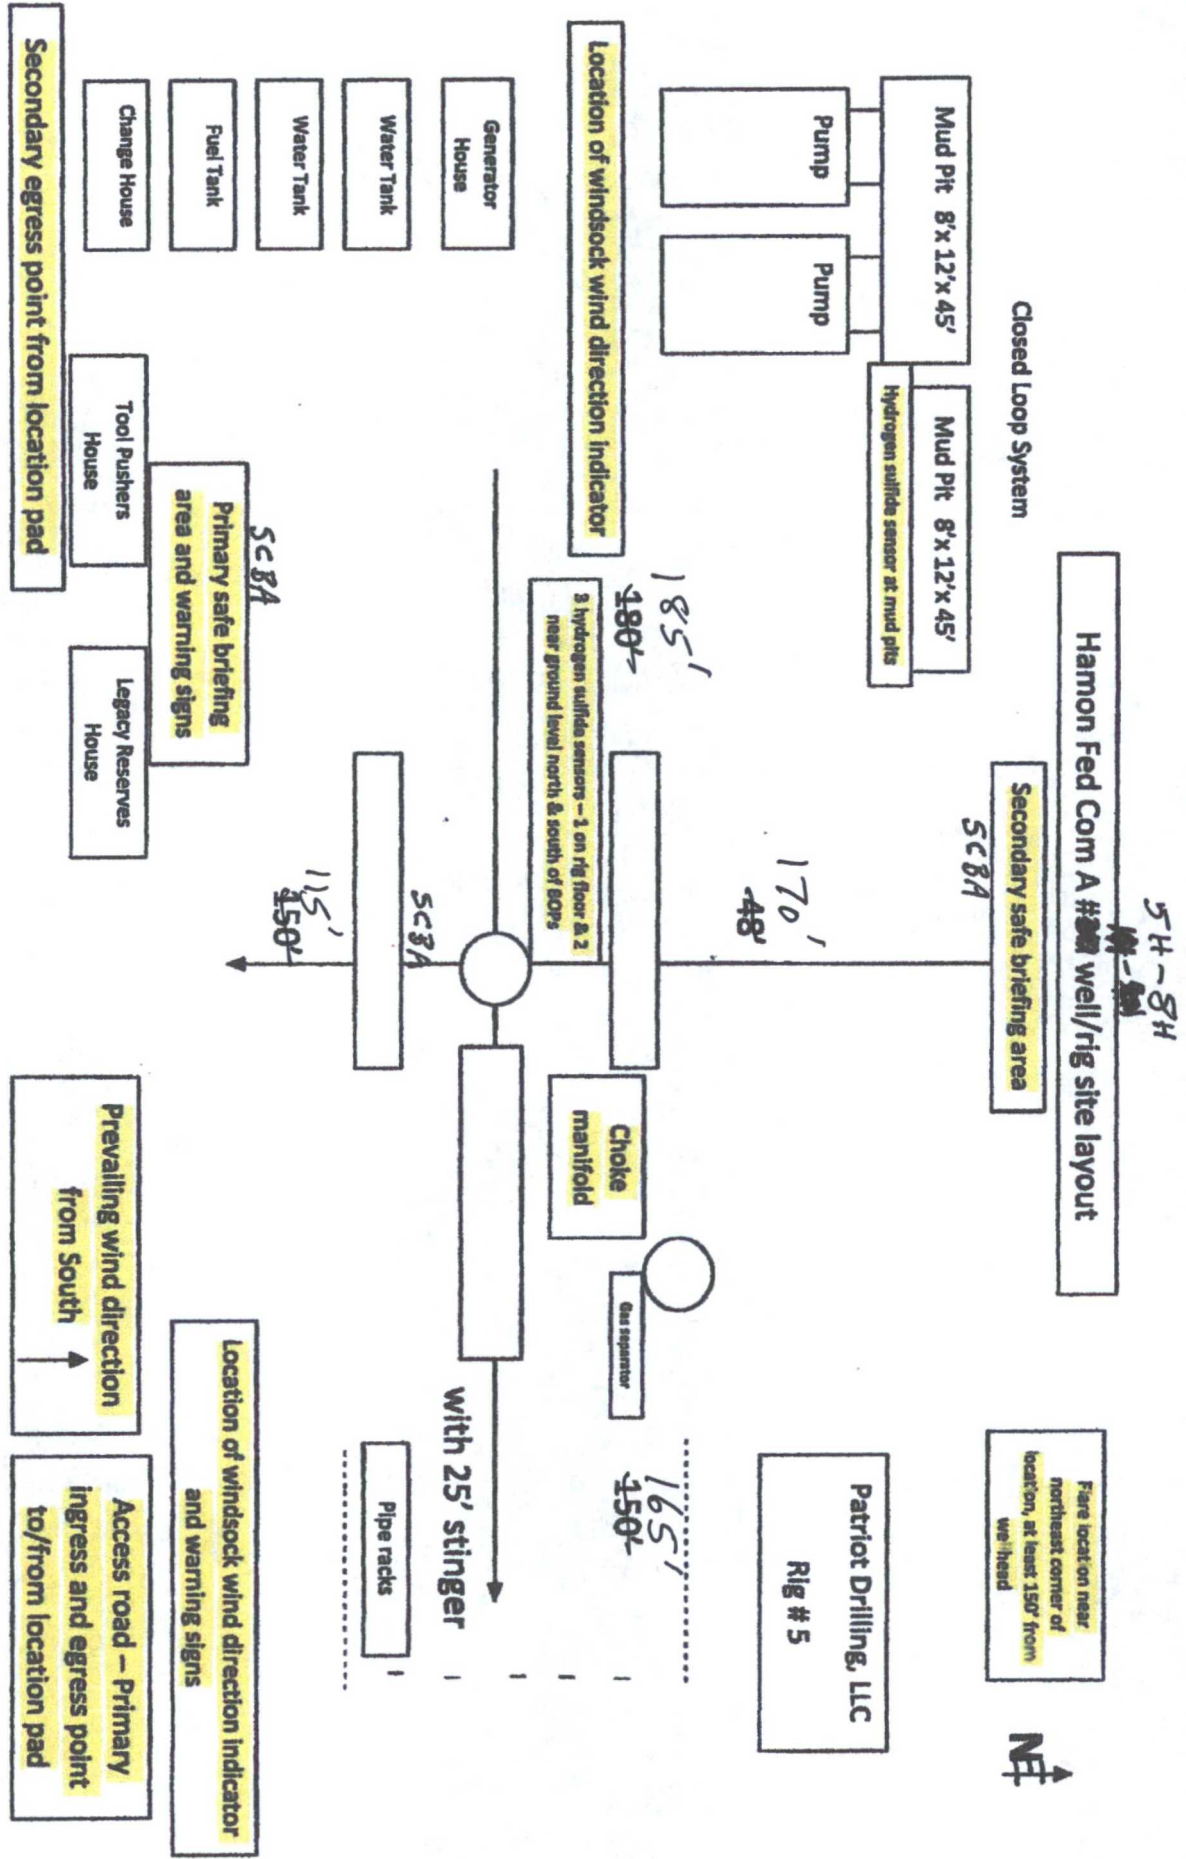 5H-8H
Hamon Fed Com A # well/rig site layout
Closed Loop System
Secondary safe briefing area
SCBA
Flare location near
northeast corner of
location, at least 150' from
wellhead
N
Mud Pit 8'x 12'x 45'
Mud Pit 8'x 12'x 45'
Hydrogen sulfide sensor at mud pits
Pump
Pump
170'
48'
Patriot Drilling, LLC
Rig # 5
185'
180'
165'
150'
Location of windsock wind direction indicator
3 hydrogen sulfide sensors – 1 on rig floor & 2
near ground level north & south of BOPs
Choke
manifold
Gas separator
Generator
House
Water Tank
Water Tank
Fuel Tank
Change House
SCBA
with 25' stinger
Pipe racks
115'
150'
SCBA
Primary safe briefing
area and warning signs
Tool Pushers
House
Legacy Reserves
House
Location of windsock wind direction indicator
and warning signs
Secondary egress point from location pad
Prevailing wind direction
from South
Access road – Primary
ingress and egress point
to/from location pad